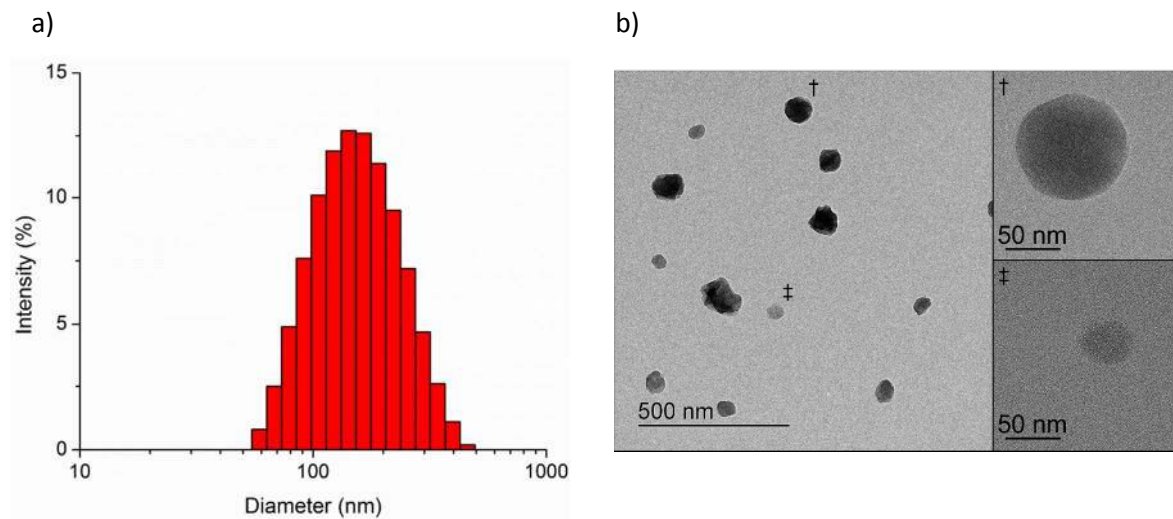 a)
b)
15
10
5
0
Intensity (%)
10
100
1000
Diameter (nm)
†
‡
500 nm
†
50 nm
‡
50 nm